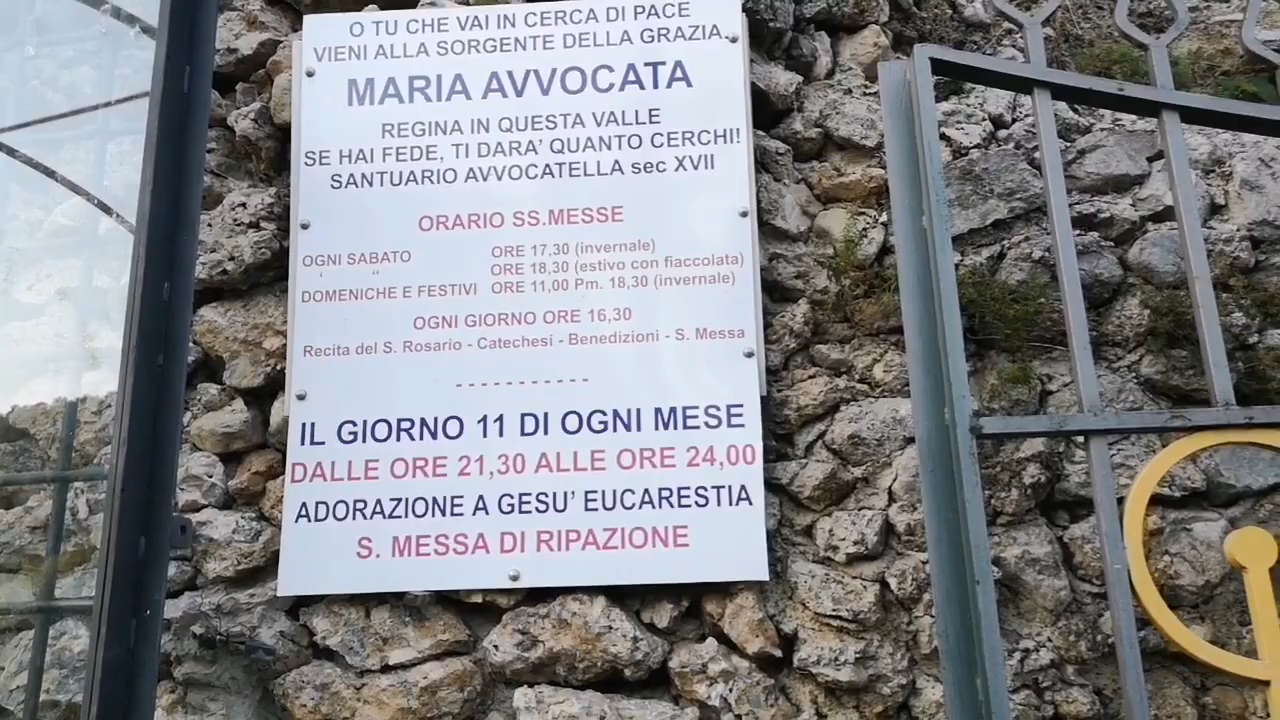 O TU CHE VAI IN CERCA DI PACE
VIENI ALLA SORGENTE DELLA GRAZIA.
MARIA AVVOCATA
REGINA IN QUESTA VALLE
SE HAI FEDE, TI DARA' QUANTO CERCHI!
SANTUARIO AVVOCATELLA sec XVII
ORARIO SS.MESSE
OGNI SABATO ORE 17,30 (invernale)
‘ “ ORE 18,30 (estivo con fiaccolata)
DOMENICHE E FESTIVI ORE 11,00 Pm. 18,30 (invernale)
OGNI GIORNO ORE 16,30
Recita del S. Rosario - Catechesi - Benedizioni - S. Messa
- - - - - - - - - - -
IL GIORNO 11 DI OGNI MESE
DALLE ORE 21,30 ALLE ORE 24,00
ADORAZIONE A GESU' EUCARESTIA
S. MESSA DI RIPAZIONE